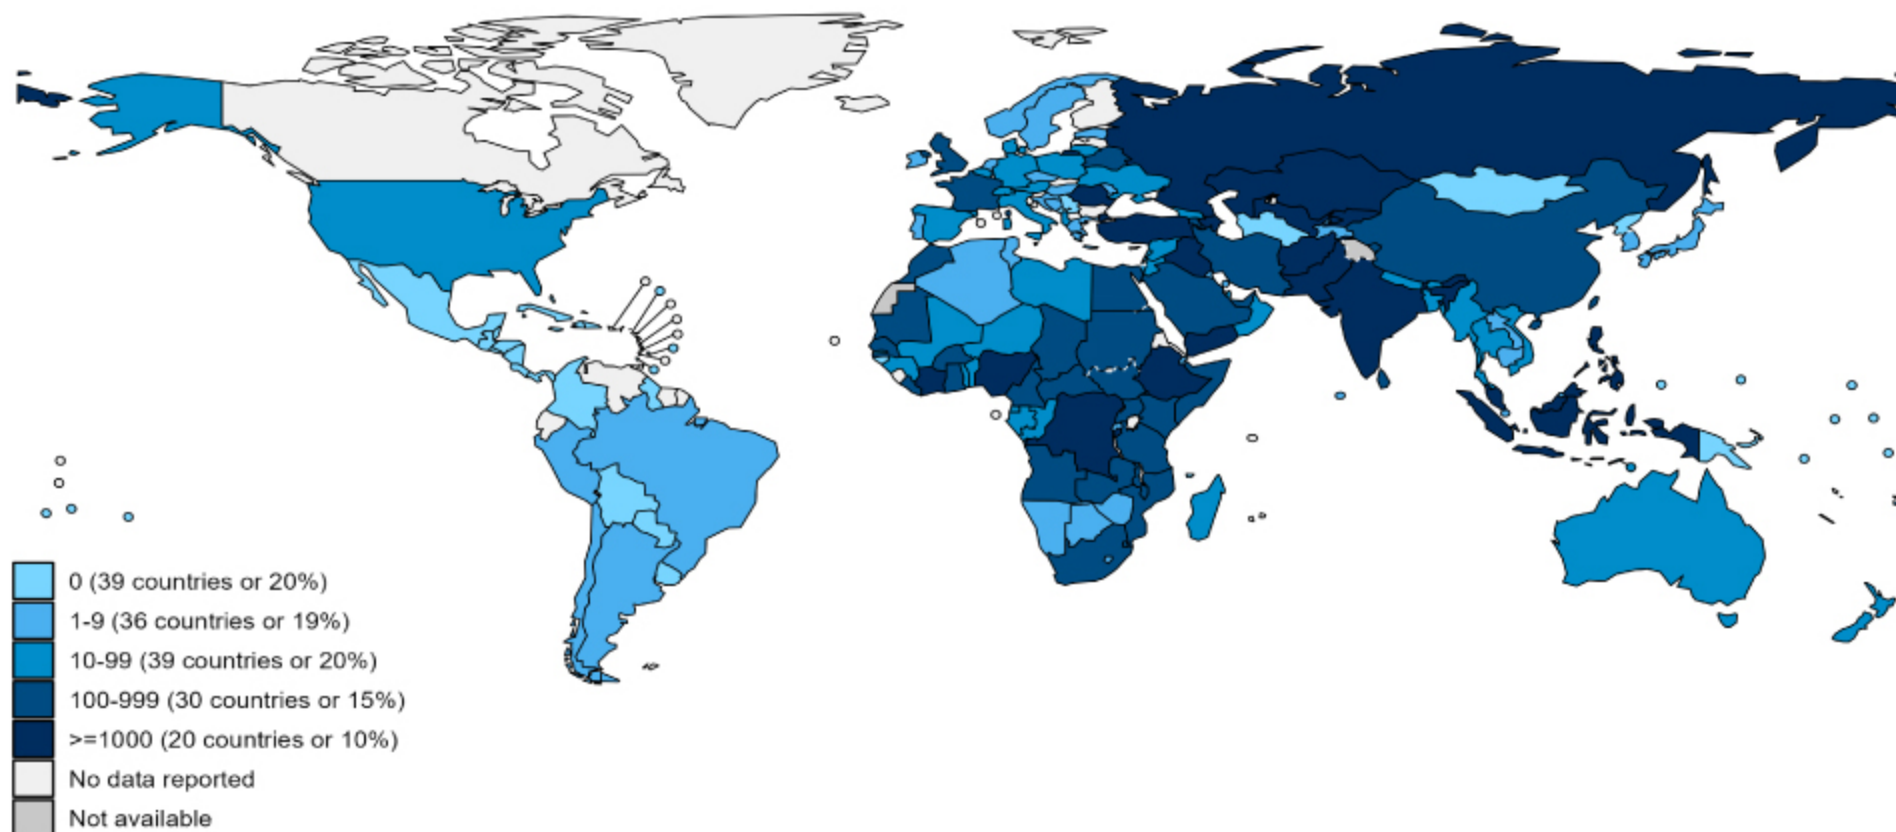 0 (39 countries or 20%)
1-9 (36 countries or 19%)
10-99 (39 countries or 20%)
100-999 (30 countries or 15%)
>=1000 (20 countries or 10%)
No data reported
Not available